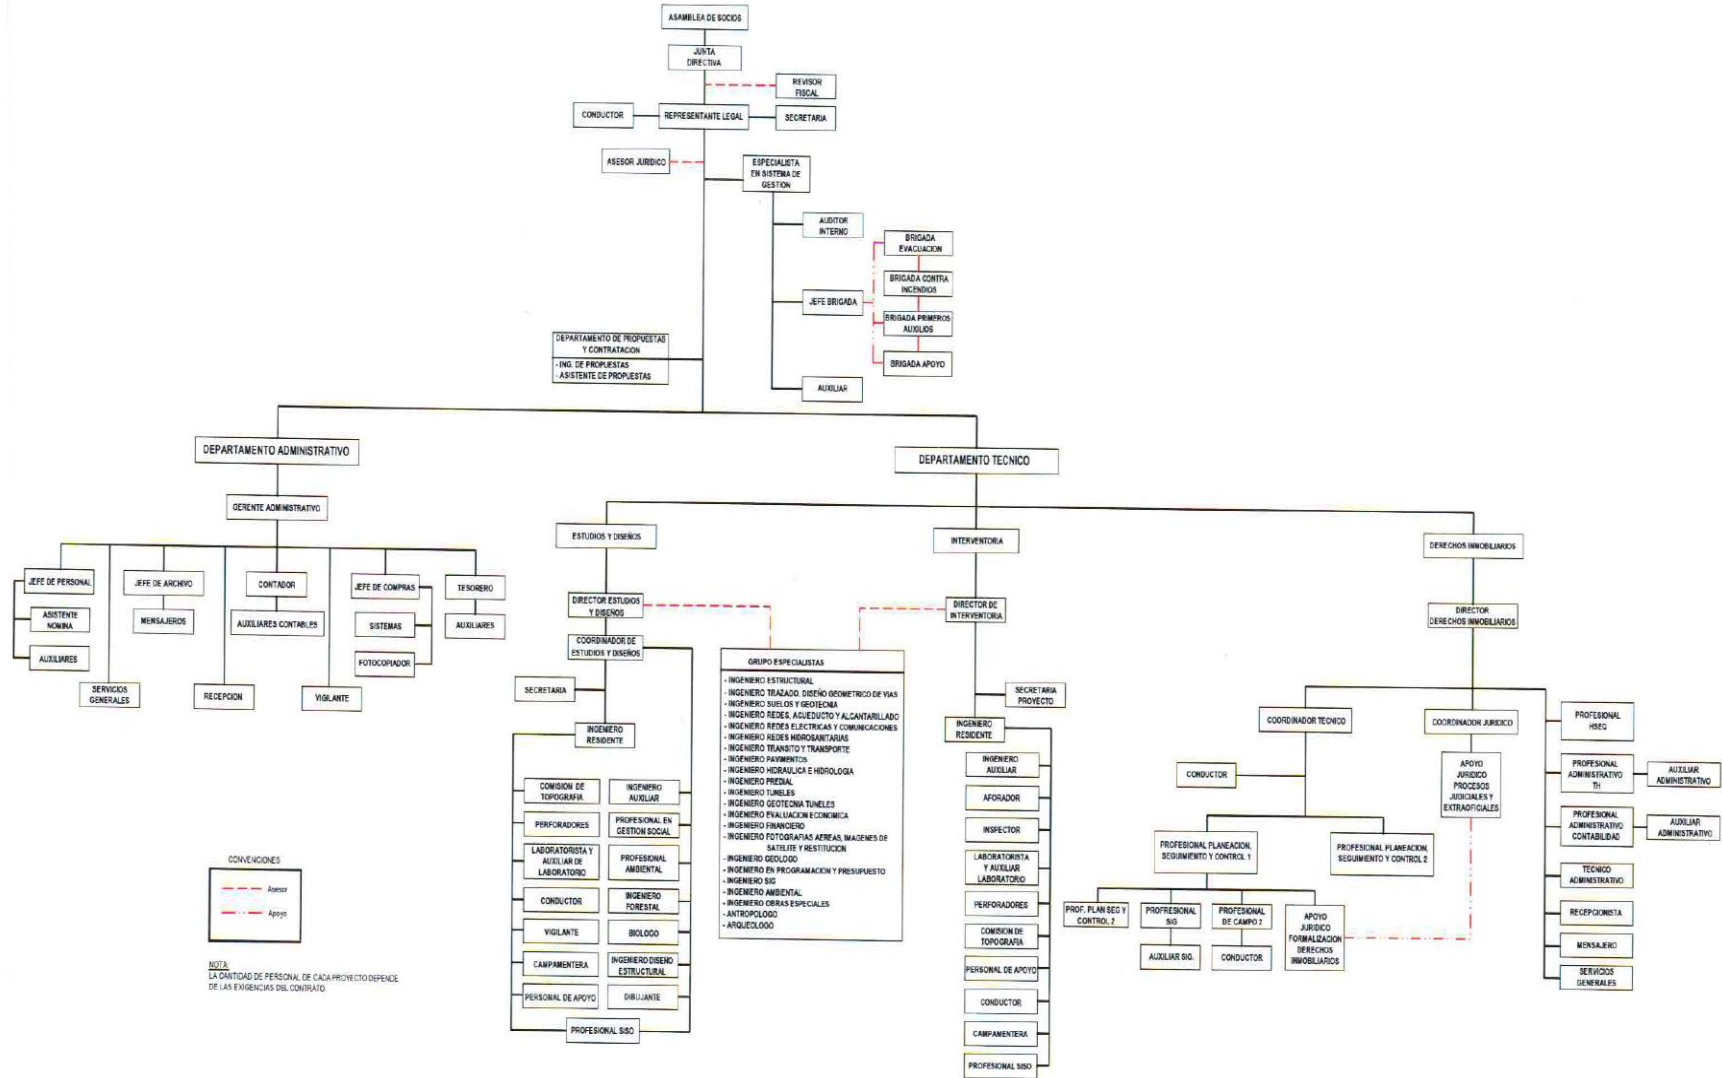 ASAMBLEA DE SOCIOS
JUNTA
DIRECTIVA
REVISOR
FISCAL
CONDUCTOR
REPRESENTANTE LEGAL
SECRETARIA
ASESOR JURIDICO
ESPECIALISTA
EN SISTEMA DE
GESTION
AUDITOR
INTERNO
BRIGADA
EVACUACION
BRIGADA CONTRA
INCENDIOS
JEFE BRIGADA
BRIGADA PRIMEROS
AUXILIOS
BRIGADA APOYO
AUXILIAR
DEPARTAMENTO DE PROPUESTAS
Y CONTRATACION
- ING. DE PROPUESTAS
- ASISTENTE DE PROPUESTAS
DEPARTAMENTO ADMINISTRATIVO
GERENTE ADMINISTRATIVO
JEFE DE PERSONAL
ASISTENTE
NOMINA
AUXILIARES
SERVICIOS
GENERALES
JEFE DE ARCHIVO
MENSAJEROS
RECEPCION
CONTADOR
AUXILIARES CONTABLES
VIGILANTE
JEFE DE COMPRAS
SISTEMAS
FOTOCOPIADOR
TESORERO
AUXILIARES
DEPARTAMENTO TECNICO
ESTUDIOS Y DISEÑOS
DIRECTOR ESTUDIOS
Y DISEÑOS
COORDINADOR DE
ESTUDIOS Y DISEÑOS
SECRETARIA
INGENIERO
RESIDENTE
COMISION DE
TOPOGRAFIA
PERFORADORES
LABORATORISTA Y
AUXILIAR DE
LABORATORIO
CONDUCTOR
VIGILANTE
CAMPAMENTERA
PERSONAL DE APOYO
INGENIERO
AUXILIAR
PROFESIONAL EN
GESTION SOCIAL
PROFESIONAL
AMBIENTAL
INGENIERO
FORESTAL
BIOLOGO
INGENIERO DISENO
ESTRUCTURAL
DIBUJANTE
PROFESIONAL SISO
GRUPO ESPECIALISTAS
- INGENIERO ESTRUCTURAL
- INGENIERO TRAZADO, DISEÑO GEOMETRICO DE VIAS
- INGENIERO SUELOS Y GEOTECNIA
- INGENIERO REDES, ACUEDUCTO Y ALCANTARILLADO
- INGENIERO REDES ELECTRICAS Y COMUNICACIONES
- INGENIERO REDES HIDROSANITARIAS
- INGENIERO TRANSITO Y TRANSPORTE
- INGENIERO PAVIMENTOS
- INGENIERO HIDRAULICA E HIDROLOGIA
- INGENIERO PREDIAL
- INGENIERO TUNELES
- INGENIERO GEOTECNIA TUNELES
- INGENIERO EVALUACION ECONOMICA
- INGENIERO FINANCIERO
- INGENIERO FOTOGRAFIAS AEREAS, IMAGENES DE
SATELITE Y RESTITUCION
- INGENIERO GEOLOGO
- INGENIERO EN PROGRAMACION Y PRESUPUESTO
- INGENIERO SIG
- INGENIERO AMBIENTAL
- INGENIERO OBRAS ESPECIALES
- ANTROPOLOGO
- ARQUEOLOGO
INTERVENTORIA
DIRECTOR DE
INTERVENTORIA
SECRETARIA
PROYECTO
INGENIERO
RESIDENTE
INGENIERO
AUXILIAR
AFORADOR
INSPECTOR
LABORATORISTA
Y AUXILIAR
LABORATORIO
PERFORADORES
COMISION DE
TOPOGRAFIA
PERSONAL DE APOYO
CONDUCTOR
CAMPAMENTERA
PROFESIONAL SISO
DERECHOS INMOBILIARIOS
DIRECTOR
DERECHOS INMOBILIARIOS
COORDINADOR TECNICO
COORDINADOR JURIDICO
CONDUCTOR
APOYO
JURIDICO
PROCESOS
JUDICIALES Y
EXTRAOFICIALES
PROFESIONAL PLANEACION,
SEGUIMIENTO Y CONTROL 1
PROFESIONAL PLANEACION,
SEGUIMIENTO Y CONTROL 2
PROF. PLAN SEG Y
CONTROL 2
PROFRESIONAL
SIG
AUXILIAR SIG.
PROFESIONAL
DE CAMPO 2
CONDUCTOR
APOYO
JURIDICO
FORMALIZACION
DERECHOS
INMOBILIARIOS
PROFESIONAL
HSEQ
PROFESIONAL
ADMINISTRATIVO
TH
AUXILIAR
ADMINISTRATIVO
PROFESIONAL
ADMINISTRATIVO
CONTABILIDAD
AUXILIAR
ADMINISTRATIVO
TECNICO
ADMINISTRATIVO
RECEPCIONISTA
MENSAJERO
SERVICIOS
GENERALES
CONVENCIONES
Asesor
Apoyo
NOTA:
LA CANTIDAD DE PERSONAL DE CADA PROYECTO DEPENDE
DE LAS EXIGENCIAS DEL CONTRATO